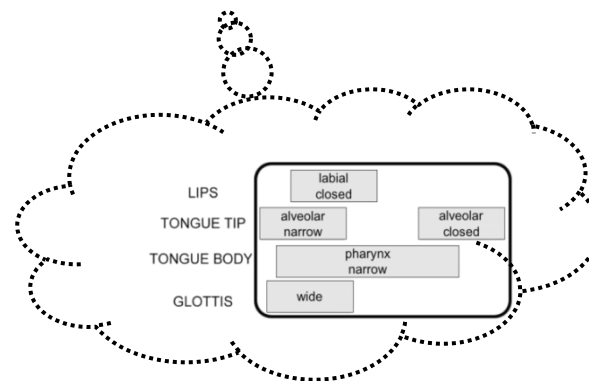 LIPS
labial
closed
TONGUE TIP
alveolar
narrow
alveolar
closed
TONGUE BODY
pharynx
narrow
GLOTTIS
wide